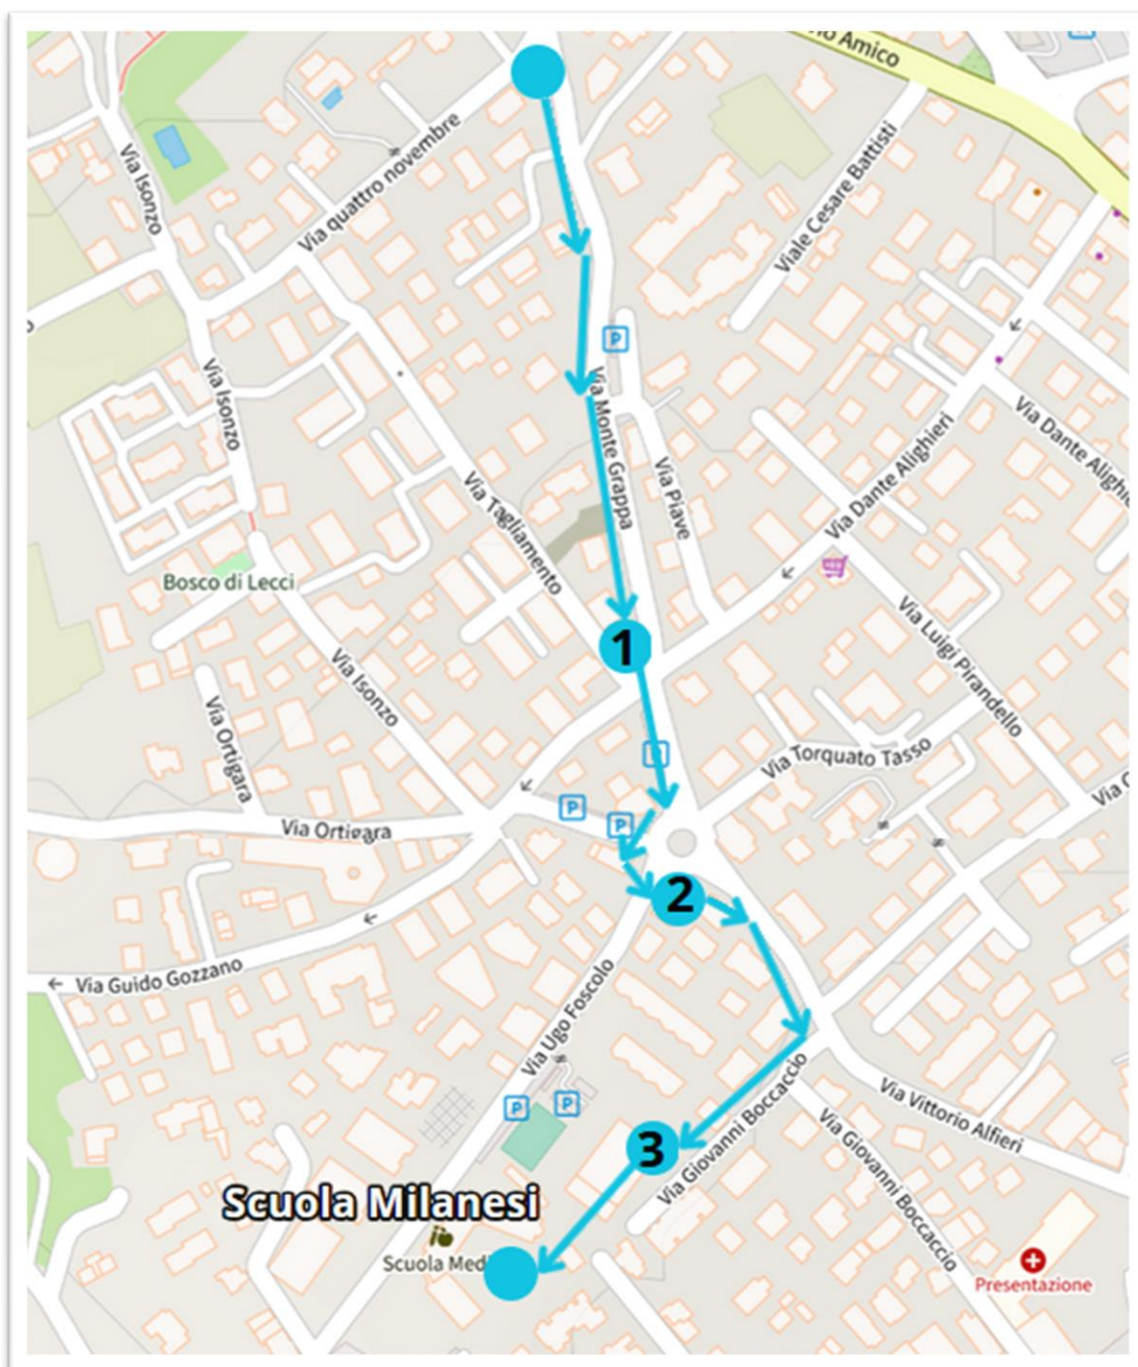 no Amico
Via Isonzo
Via quattro novembre
Viale Cesare Battisti
P
Via Isonzo
Via Monte Grappa
Via Dante Alighieri
Via Dante Alighie
Via Piave
Via Tagliamento
Bosco di Lecci
1
Via Luigi Pirandello
Via Isonzo
Via Ortigara
P
Via Torquato Tasso
P
P
Via G
Via Ortigara
2
Via Guido Gozzano
Via Ugo Foscolo
P
P
Via Giovanni Boccaccio
Via Vittorio Alfieri
3
Via Giovanni Boccaccio
Scuola Milanesi
Scuola Med
Presentazione